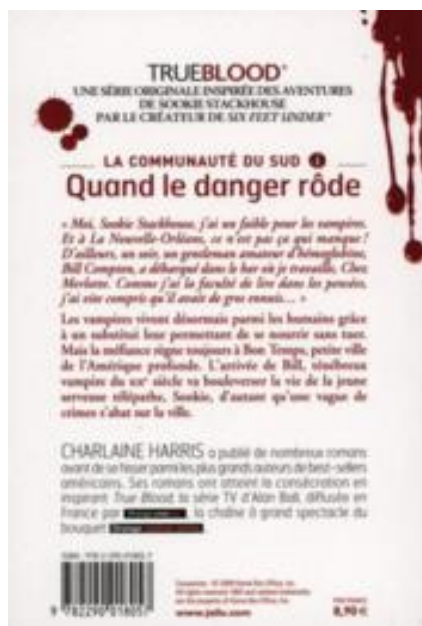 TRUEBLOOD®
UNE SÉRIE ORIGINALE INSPIRÉE DES AVENTURES
DE SOOKIE STACKHOUSE
PAR LE CRÉATEUR DE SIX FEET UNDER™
LA COMMUNAUTÉ DU SUD 1
Quand le danger rôde
« Moi, Sookie Stackhouse, j'ai un faible pour les vampires.
Et à La Nouvelle-Orléans, ce n'est pas ça qui manque !
D'ailleurs, un soir, un gentleman amateur d'hémoglobine,
Bill Compton, a débarqué dans le bar où je travaille, Chez
Merlotte. Comme j'ai la faculté de lire dans les pensées,
j'ai vite compris qu'il avait de gros ennuis... »
Les vampires vivent désormais parmi les humains grâce
à un substitut leur permettant de se nourrir sans tuer.
Mais la méfiance règne toujours à Bon Temps, petite ville
de l'Amérique profonde. L'arrivée de Bill, ténébreux
vampire du XIXe siècle va bouleverser la vie de la jeune
serveuse télépathe, Sookie, d'autant qu'une vague de
crimes s'abat sur la ville.
CHARLAINE HARRIS a publié de nombreux romans
avant de se hisser parmi les plus grands auteurs de best-sellers
américains. Ses romans ont atteint la consécration en
inspirant True Blood, la série TV d'Alan Ball, diffusée en
France par
, la chaîne à grand spectacle du
bouquet
9 782290 018057
www.jailu.com
8,90 €